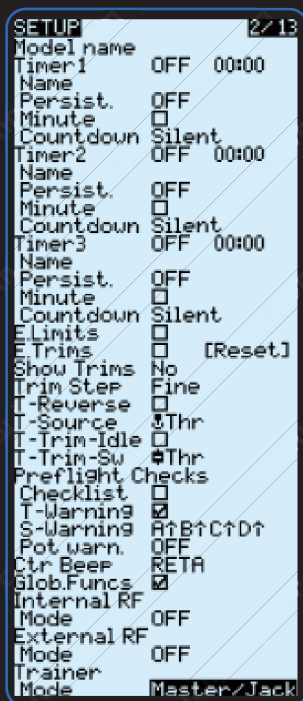 SETUP 2/13
Model name
Timer1 OFF 00:00
Name
Persist. OFF
Minute
Countdown Silent
Timer2 OFF 00:00
Name
Persist. OFF
Minute
Countdown Silent
Timer3 OFF 00:00
Name
Persist. OFF
Minute
Countdown Silent
E.Limits
E.Trims [Reset]
Show Trims No
Trim Step Fine
T-Reverse
T-Source Thr
T-Trim-Idle
T-Trim-Sw Thr
Preflight Checks
Checklist
T-Warning
S-Warning A↑B↑C↑D↑
Pot warn. OFF
Ctr Beep RETA
Glob.Funcs
Internal RF
Mode OFF
External RF
Mode OFF
Trainer
Mode Master/Jack